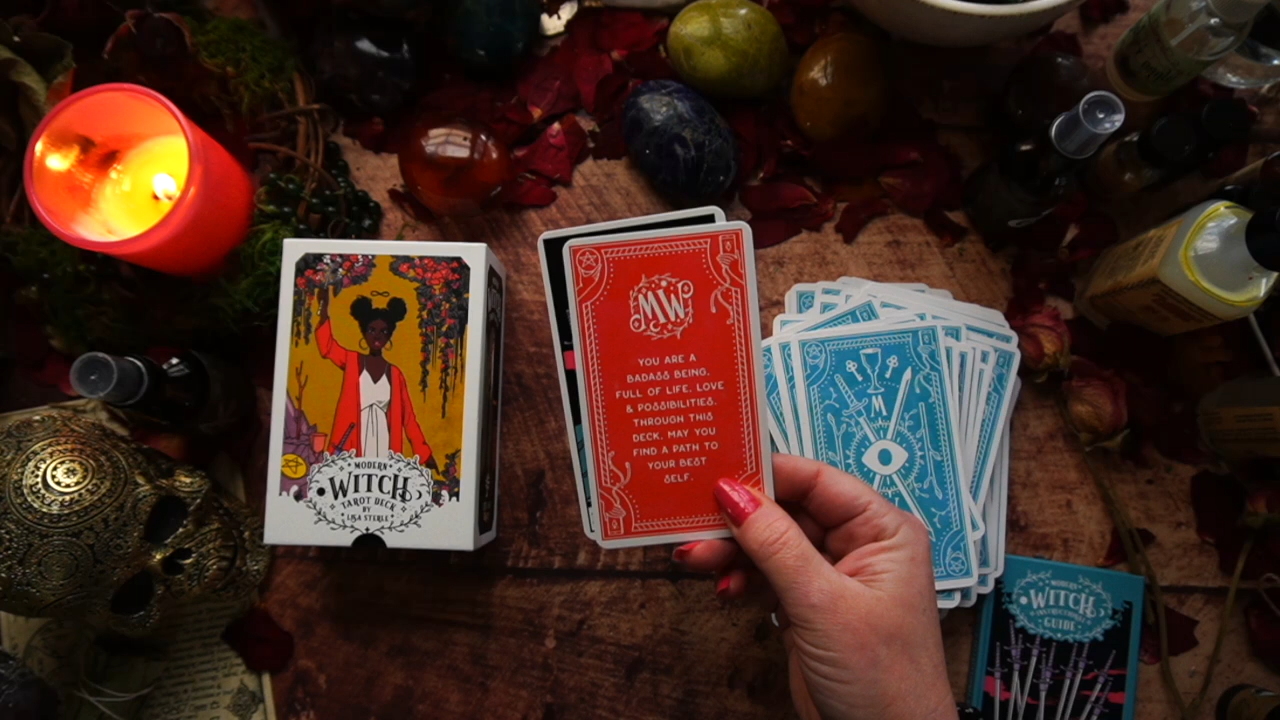 MODERN
WITCH
TAROT DECK
BY
LISA STERLE
MW
YOU ARE A
BADASS BEING,
FULL OF LIFE, LOVE
& POSSIBILITIES.
THROUGH THIS
DECK, MAY YOU
FIND A PATH TO
YOUR BEST
SELF.
M
MODERN
WITCH
INSTRUCTIONAL
GUIDE